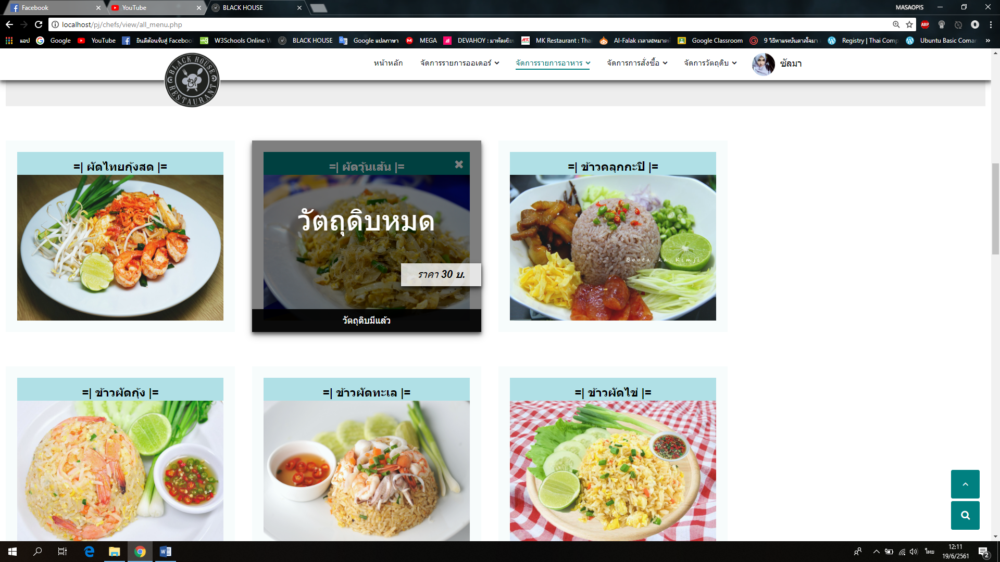 Facebook
YouTube
BLACK HOUSE
MASAOPIS
localhost/pj/chefs/view/all_menu.php
ABP
แอป
Google
YouTube
ยินดีต้อนรับสู่ Faceboo
W3Schools Online W
BLACK HOUSE
Google แปลภาษา
MEGA
DEVAHOY : มาหัดเขีย
MK Restaurant : Tha
Al-Falak เวลาละหมาด
Google Classroom
9 วิธีหาแรงบันดาลใจมา
Registry | Thai Comp
Ubuntu Basic Coma
BLACK HOUSE
BH
RESTAURANT
หน้าหลัก
จัดการรายการออเดอร์
จัดการรายการอาหาร
จัดการการสั่งซื้อ
จัดการวัตถุดิบ
ซัลมา
=| ผัดไทยกุ้งสด |=
=| ผัดวุ้นเส้น |=
=| ข้าวคลุกกะปิ |=
วัตถุดิบหมด
Boota ka Kimji
ราคา 30 บ.
วัตถุดิบมีแล้ว
=| ข้าวผัดกุ้ง |=
=| ข้าวผัดทะเล |=
=| ข้าวผัดไข่ |=
ไทย
12:11
19/6/2561
2